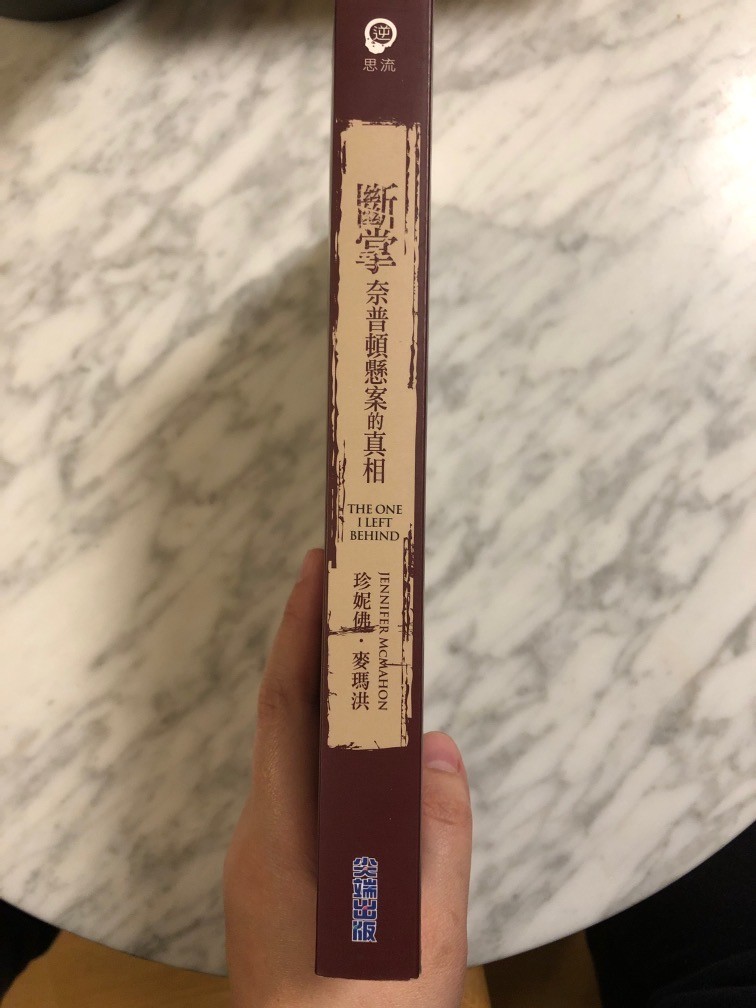 逆
思流
斷掌
奈普頓懸案的真相
THE ONE
I LEFT
BEHIND
珍妮佛・麥瑪洪
JENNIFER MCMAHON
尖端出版